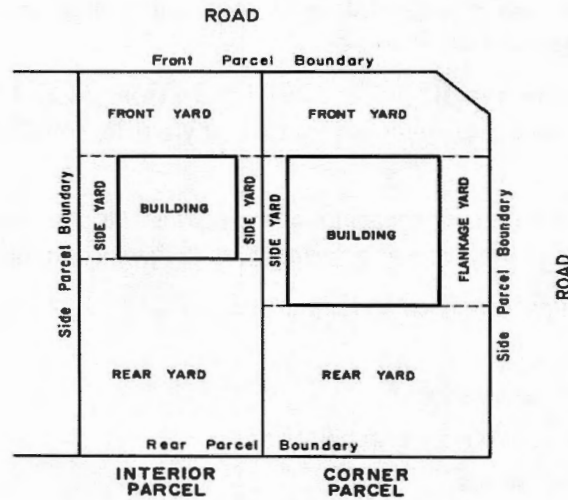 ROAD
Front Parcel Boundary
FRONT YARD
FRONT YARD
Side Parcel Boundary
SIDE YARD
BUILDING
SIDE YARD
SIDE YARD
BUILDING
FLANKAGE YARD
Side Parcel Boundary
ROAD
REAR YARD
REAR YARD
Rear Parcel Boundary
INTERIOR
PARCEL
CORNER
PARCEL